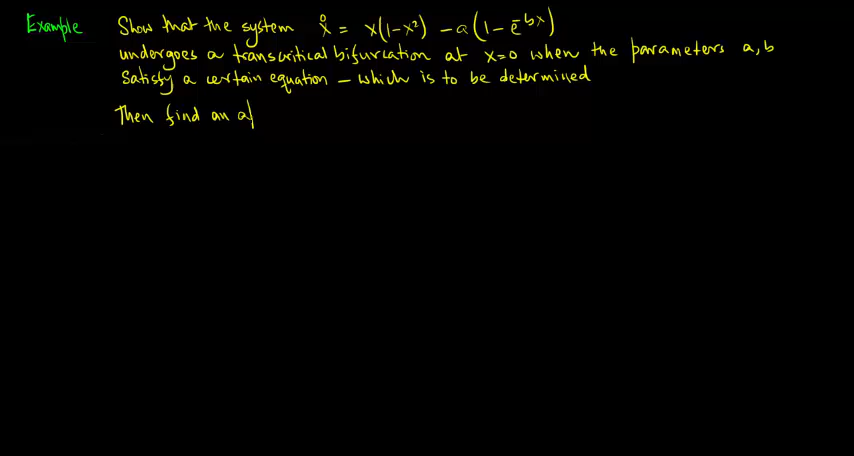 Example Show that the system ẋ = x(1-x²) - a(1 - e^{-bx})
undergoes a transcritical bifurcation at x=0 when the parameters a, b
Satisfy a certain equation – which is to be determined
Then find an